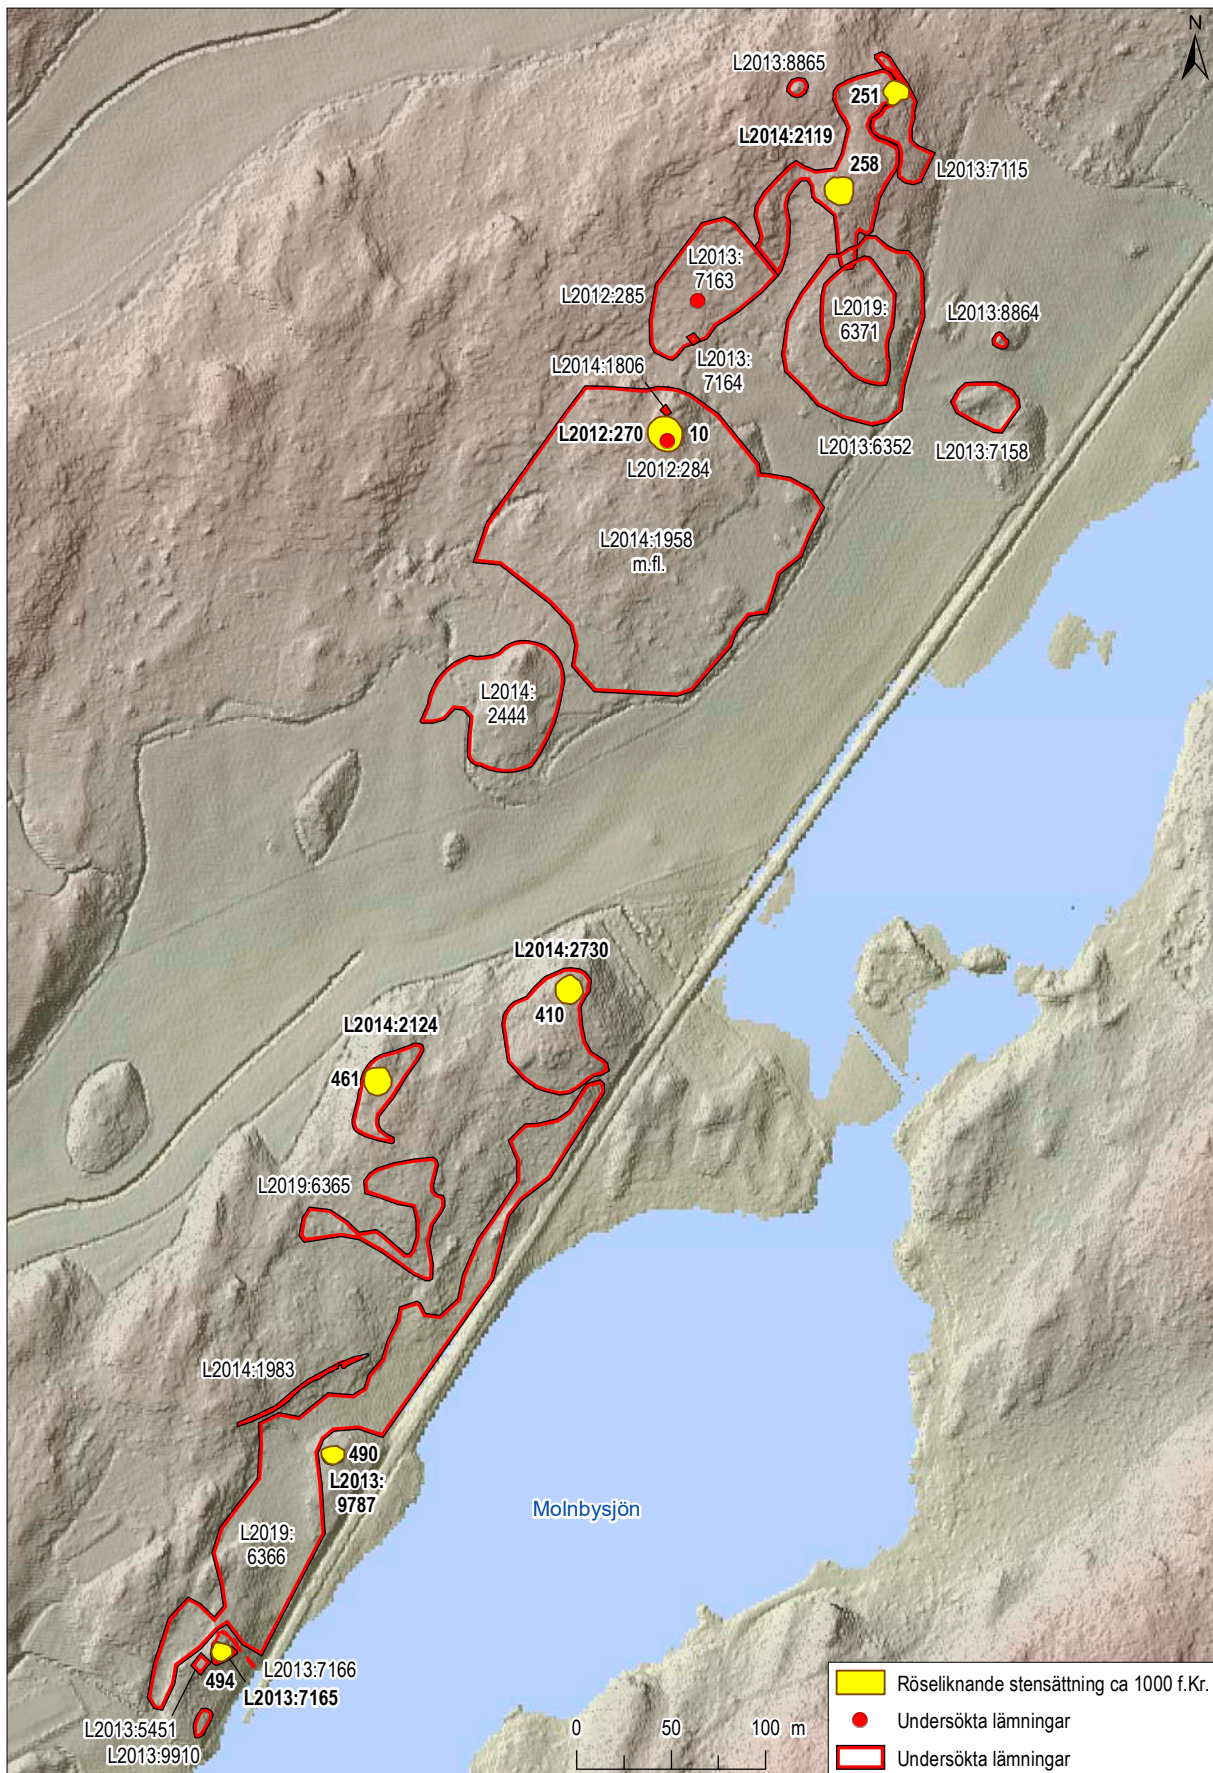 N
L2013:8865
251
L2014:2119
258
L2013:7115
L2013:
7163
L2012:285
L2019:
6371
L2013:8864
L2013:
7164
L2014:1806
L2012:270
10
L2012:284
L2013:6352
L2013:7158
L2014:1958
m.fl.
L2014:
2444
L2014:2730
410
L2014:2124
461
L2019:6365
L2014:1983
490
L2013:
9787
Molnbysjön
L2019:
6366
L2013:7166
494
L2013:7165
L2013:5451
L2013:9910
0 50 100 m
Röseliknande stensättning ca 1000 f.Kr.
Undersökta lämningar
Undersökta lämningar